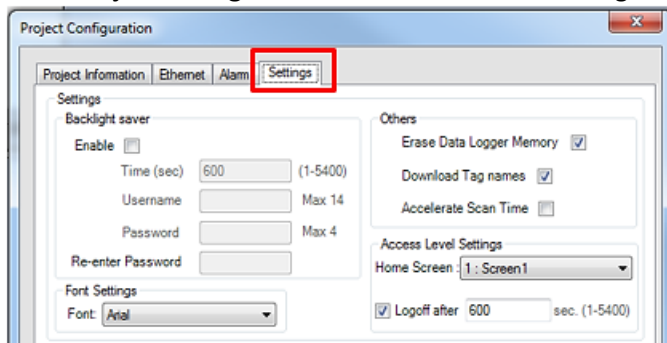 Project Configuration
Project Information Ethernet Alarm Settings
Settings
Backlight saver
Enable
Time (sec) 600 (1-5400)
Username Max 14
Password Max 4
Re-enter Password
Font Settings
Font: Arial
Others
Erase Data Logger Memory
Download Tag names
Accelerate Scan Time
Access Level Settings
Home Screen : 1 : Screen1
Logoff after 600 sec. (1-5400)